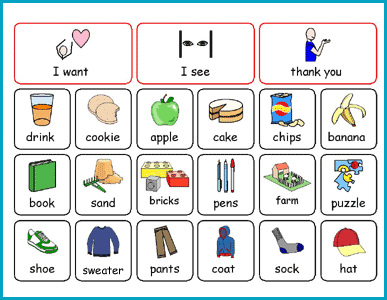 I want I see thank you
drink cookie apple cake chips banana
book sand bricks pens farm puzzle
shoe sweater pants coat sock hat